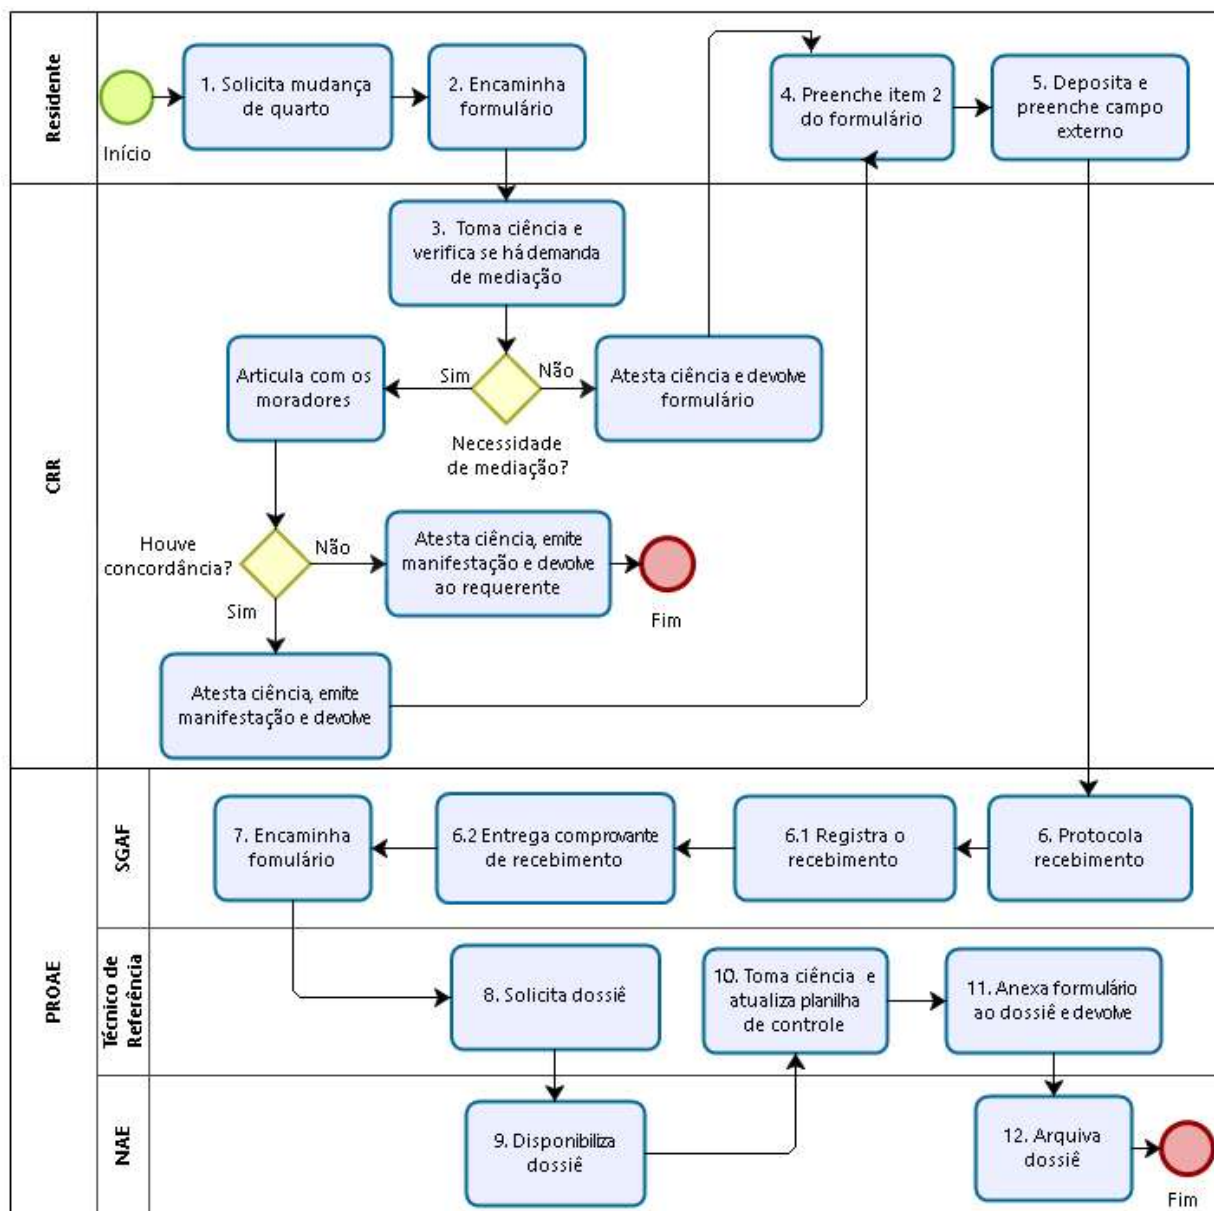 Residente
Início
1. Solicita mudança
de quarto
2. Encaminha
formulário
4. Preenche item 2
do formulário
5. Deposita e
preenche campo
externo
CRR
3. Toma ciência e
verifica se há demanda
de mediação
Articula com os
moradores
Sim
Não
Necessidade
de mediação?
Atesta ciência e devolve
formulário
Houve
concordância?
Não
Sim
Atesta ciência, emite
manifestação e devolve
ao requerente
Fim
Atesta ciência, emite
manifestação e devolve
PROAE
SGAF
7. Encaminha
fomulário
6.2 Entrega comprovante
de recebimento
6.1 Registra o
recebimento
6. Protocola
recebimento
Técnico de
Referência
8. Solicita dossiê
10. Toma ciência e
atualiza planilha
de controle
11. Anexa formulário
ao dossiê e devolve
NAE
9. Disponibiliza
dossiê
12. Arquiva
dossiê
Fim